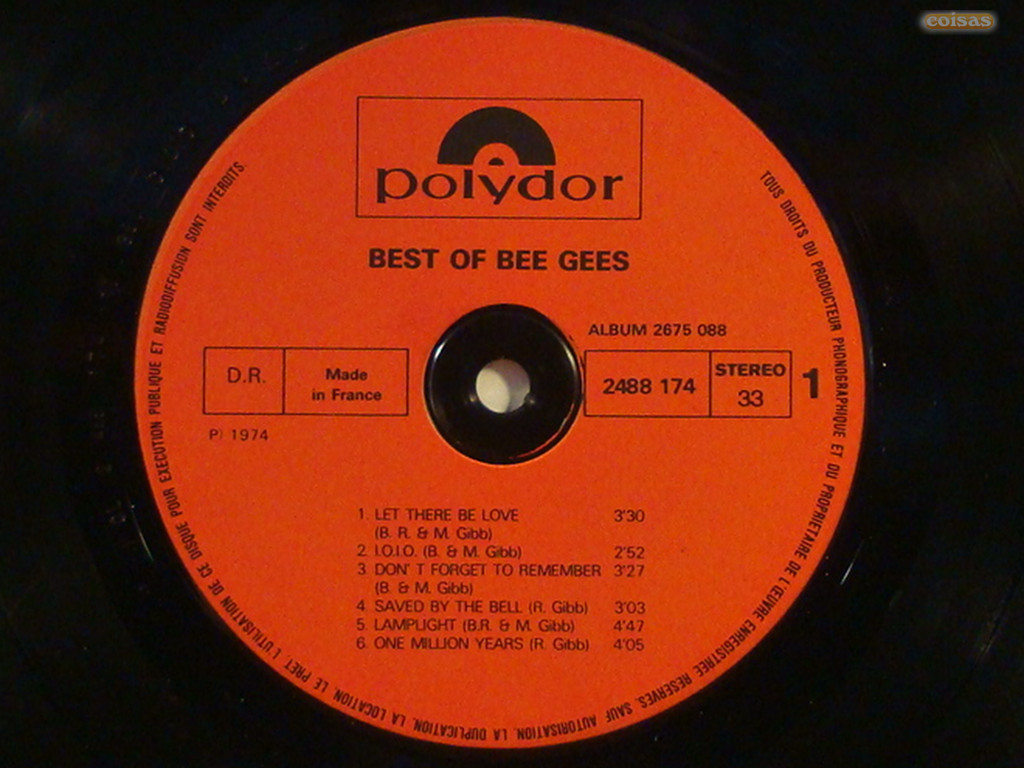 coisas
polydor
BEST OF BEE GEES
ALBUM 2675 088
D.R.
Made
in France
2488 174
STEREO
33
1
P) 1974
1. LET THERE BE LOVE 3'30
(B. R. & M. Gibb)
2. I.O.I.O. (B. & M. Gibb) 2'52
3. DON'T FORGET TO REMEMBER 3'27
(B. & M. Gibb)
4. SAVED BY THE BELL (R. Gibb) 3'03
5. LAMPLIGHT (B.R. & M. Gibb) 4'47
6. ONE MILLION YEARS (R. Gibb) 4'05
TOUS DROITS DU PRODUCTEUR PHONOGRAPHIQUE ET DU PROPRIETAIRE DE L'ŒUVRE ENREGISTREE RESERVES. SAUF AUTORISATION, LA DUPLICATION, LA LOCATION, LE PRET, L'UTILISATION DE CE DISQUE POUR EXECUTION PUBLIQUE ET RADIODIFFUSION SONT INTERDITS.